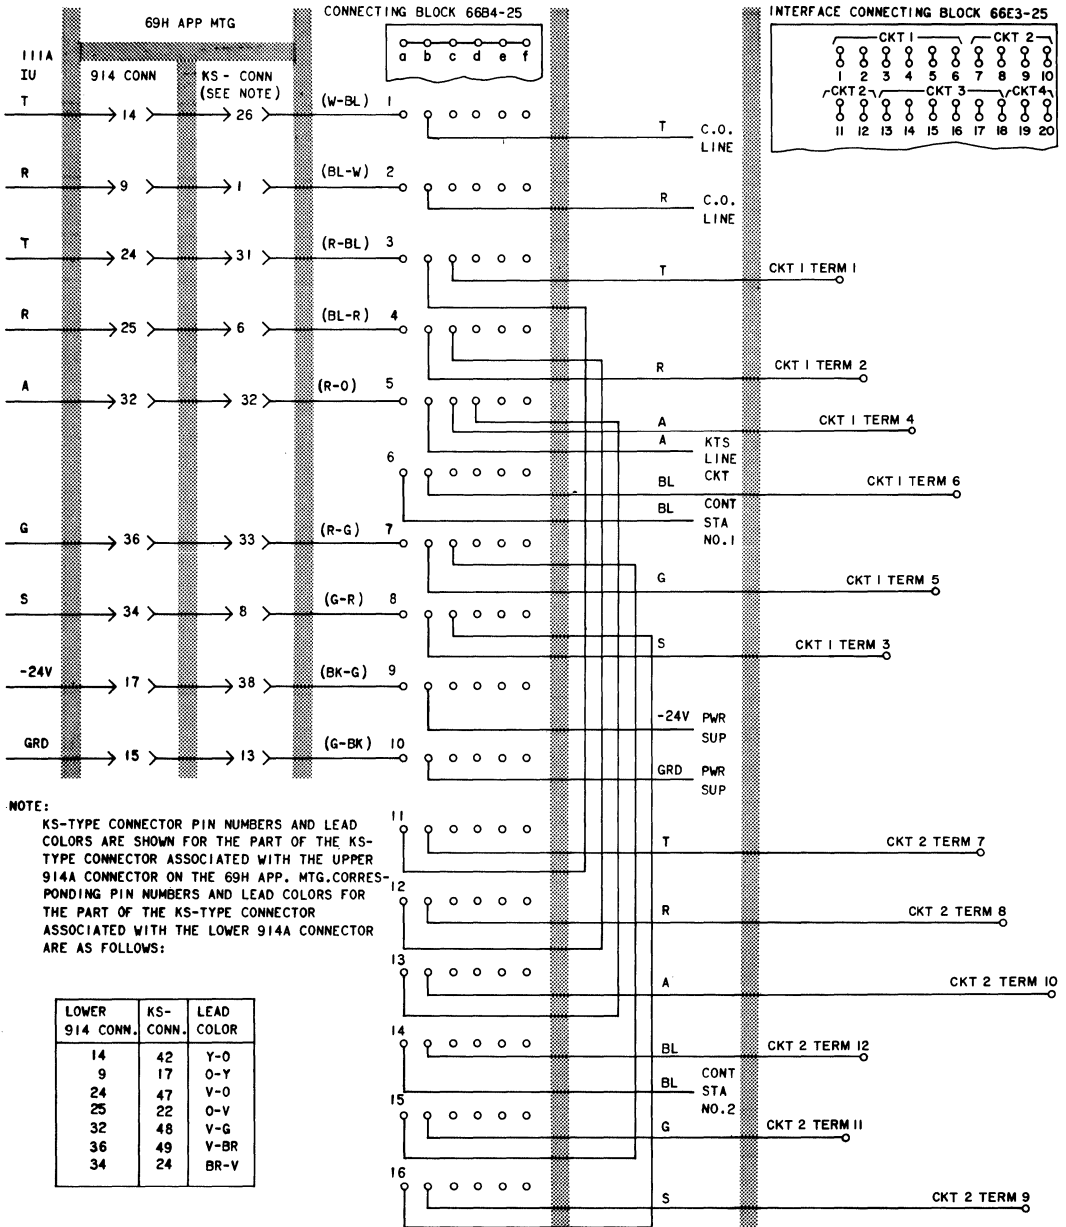 69H APP MTG
CONNECTING BLOCK 66B4-25
INTERFACE CONNECTING BLOCK 66E3-25
a b c d e f
CKT 1 CKT 2
1 2 3 4 5 6 7 8 9 10
CKT 2 CKT 3 CKT 4
11 12 13 14 15 16 17 18 19 20
111A
IU
914 CONN
KS - CONN
(SEE NOTE)
T 14 26 (W-BL) 1
T C.O.
LINE
R 9 1 (BL-W) 2
R C.O.
LINE
T 24 31 (R-BL) 3
T CKT 1 TERM 1
R 25 6 (BL-R) 4
R CKT 1 TERM 2
A 32 32 (R-O) 5
A CKT 1 TERM 4
A KTS
LINE
CKT
6
BL CKT 1 TERM 6
BL CONT
STA
NO.1
G 36 33 (R-G) 7
G CKT 1 TERM 5
S 34 8 (G-R) 8
S CKT 1 TERM 3
-24V 17 38 (BK-G) 9
-24V PWR
SUP
GRD 15 13 (G-BK) 10
GRD PWR
SUP
NOTE:
KS-TYPE CONNECTOR PIN NUMBERS AND LEAD
COLORS ARE SHOWN FOR THE PART OF THE KS-
TYPE CONNECTOR ASSOCIATED WITH THE UPPER
914A CONNECTOR ON THE 69H APP. MTG.CORRES-
PONDING PIN NUMBERS AND LEAD COLORS FOR
THE PART OF THE KS-TYPE CONNECTOR
ASSOCIATED WITH THE LOWER 914A CONNECTOR
ARE AS FOLLOWS:
11
T CKT 2 TERM 7
12
R CKT 2 TERM 8
13
A CKT 2 TERM 10
14
BL CKT 2 TERM 12
BL CONT
STA
NO.2
15
G CKT 2 TERM 11
16
S CKT 2 TERM 9
LOWER KS- LEAD
914 CONN. CONN. COLOR
14 42 Y-O
9 17 O-Y
24 47 V-O
25 22 O-V
32 48 V-G
36 49 V-BR
34 24 BR-V